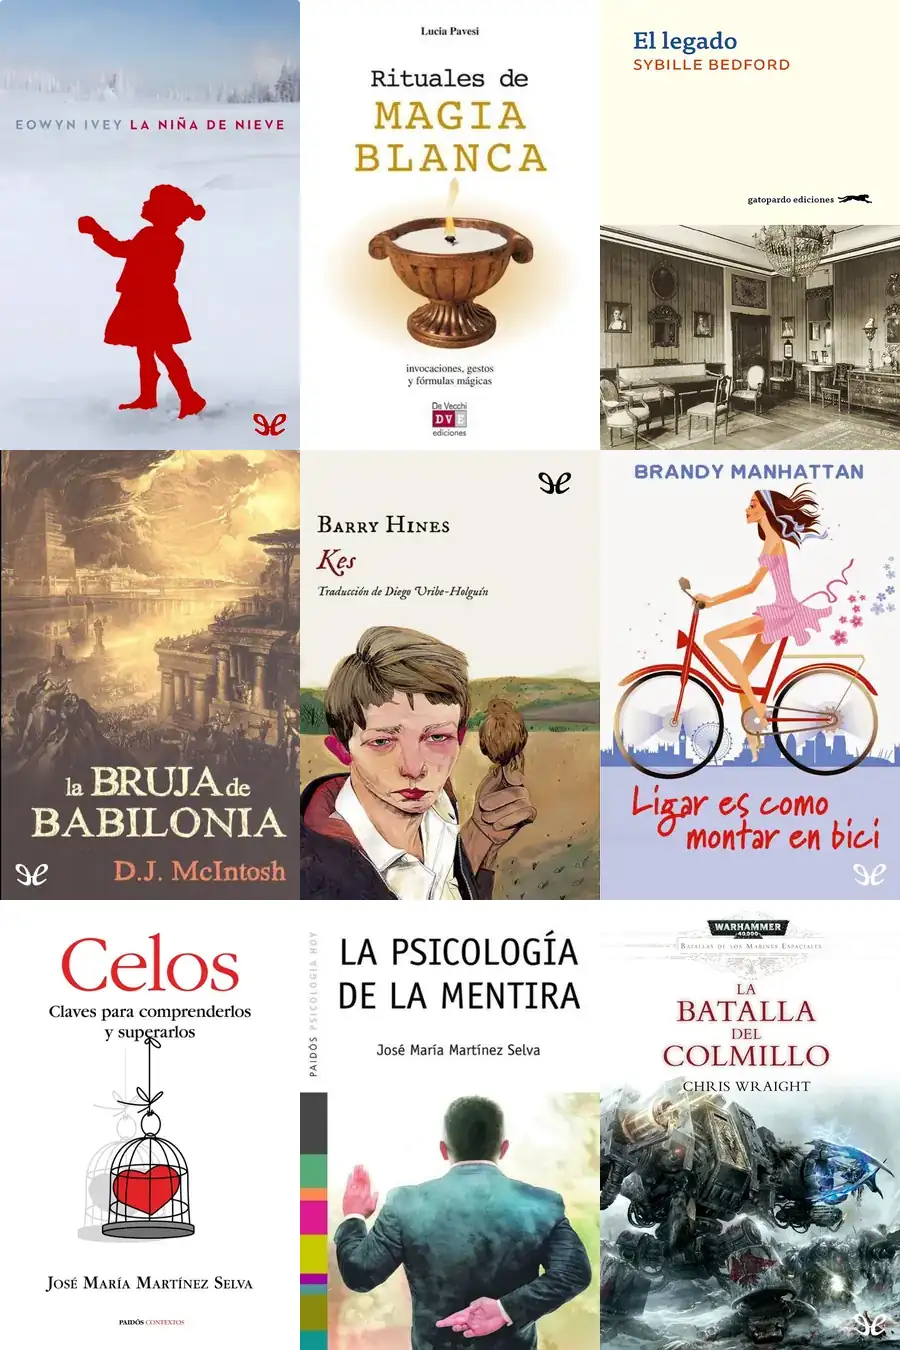 EOWYN IVEY LA NIÑA DE NIEVE
Lucia Pavesi
Rituales de
MAGIA
BLANCA
invocaciones, gestos
y fórmulas mágicas
De Vecchi
DVE
ediciones
El legado
SYBILLE BEDFORD
gatopardo ediciones
la BRUJA de
BABILONIA
D.J. McIntosh
BARRY HINES
Kes
Traducción de Diego Uribe-Holguín
BRANDY MANHATTAN
Ligar es como
montar en bici
Celos
Claves para comprenderlos
y superarlos
JOSÉ MARÍA MARTÍNEZ SELVA
PAIDÓS CONTEXTOS
PAIDÓS PSICOLOGÍA HOY
LA PSICOLOGÍA
DE LA MENTIRA
José María Martínez Selva
WARHAMMER
40,000
BATALLAS DE LOS MARINES ESPACIALES
LA
BATALLA
DEL
COLMILLO
CHRIS WRAIGHT